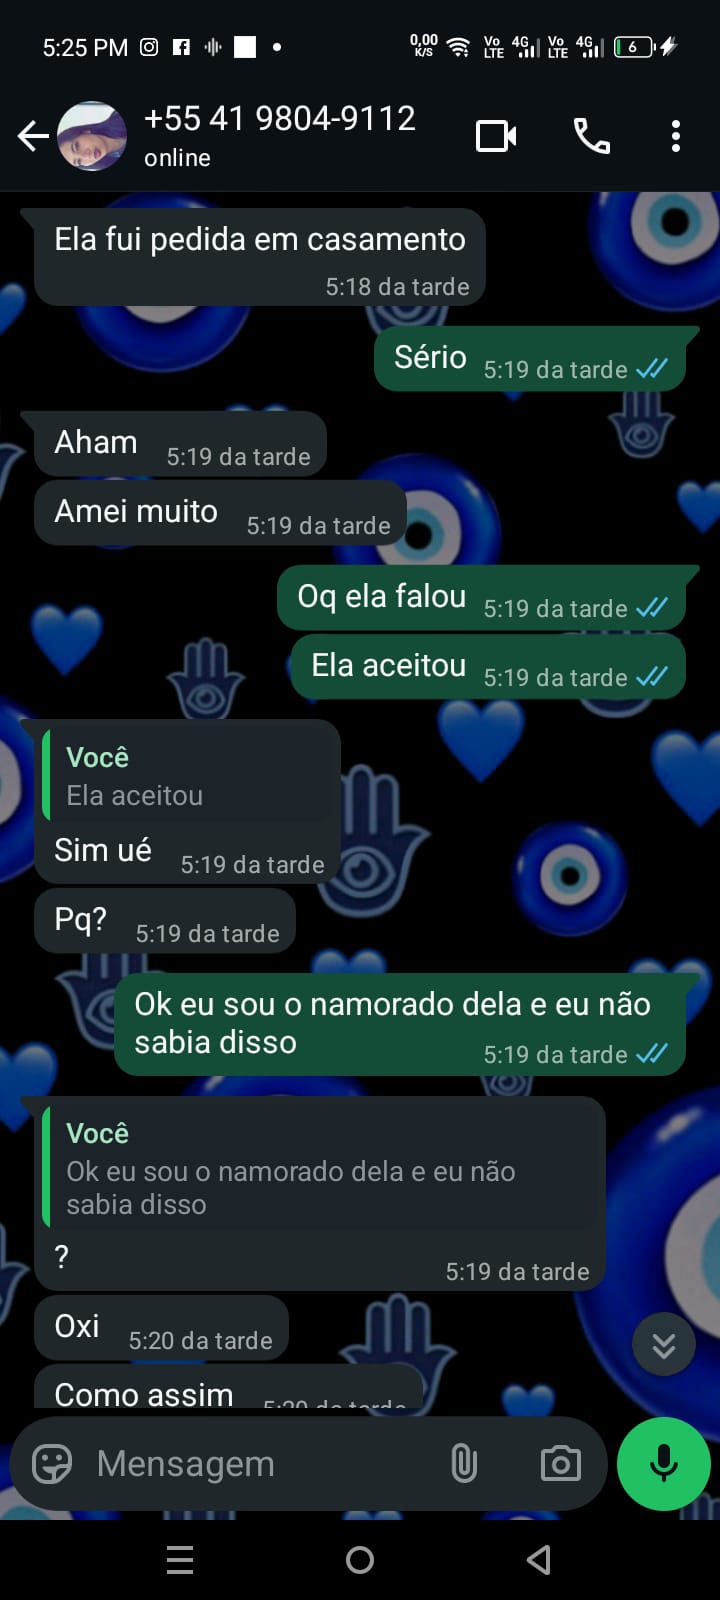 5:25 PM
0,00 K/S Vo LTE 4G Vo LTE 4G 6
+55 41 9804-9112
online
Ela fui pedida em casamento
5:18 da tarde
Sério 5:19 da tarde
Aham 5:19 da tarde
Amei muito 5:19 da tarde
Oq ela falou 5:19 da tarde
Ela aceitou 5:19 da tarde
Você
Ela aceitou
Sim ué 5:19 da tarde
Pq? 5:19 da tarde
Ok eu sou o namorado dela e eu não
sabia disso 5:19 da tarde
Você
Ok eu sou o namorado dela e eu não
sabia disso
?
5:19 da tarde
Oxi 5:20 da tarde
Como assim 5:20 da tarde
Mensagem